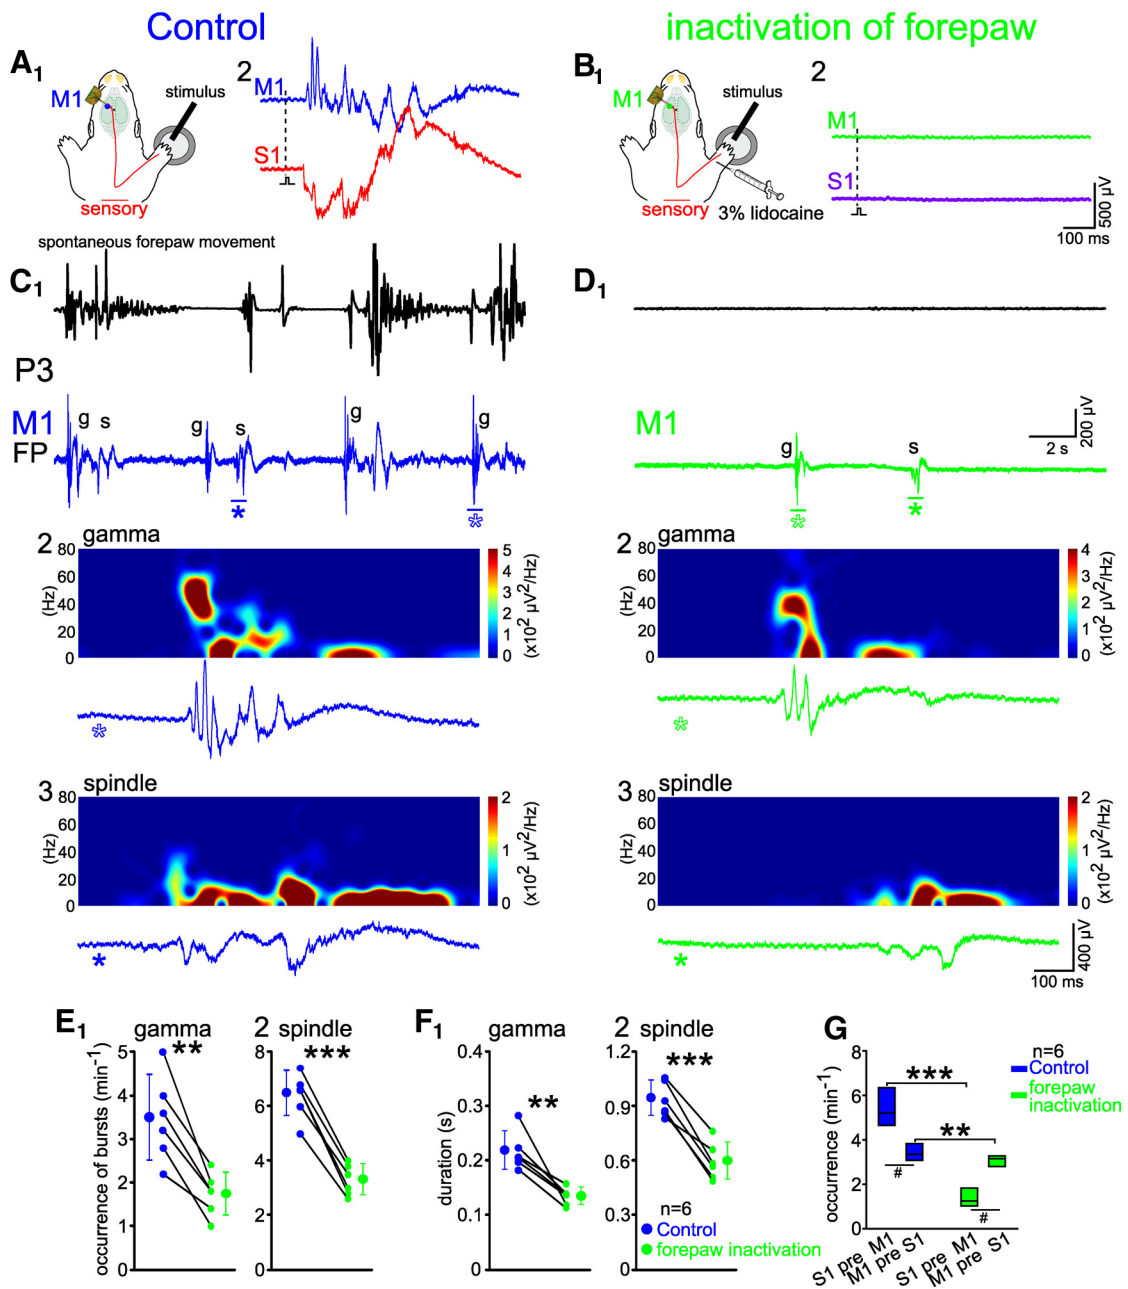 Control
inactivation of forepaw
A1
M1
stimulus
sensory
2
M1
S1
B1
M1
stimulus
sensory
3% lidocaine
2
M1
S1
500 µV
100 ms
spontaneous forepaw movement
C1
D1
P3
M1
FP
g
s
g
s
g
g
*
*
M1
g
s
*
*
200 µV
2 s
2 gamma
80
60
40
20
0
(Hz)
5
4
3
2
1
0
(x10² µV²/Hz)
*
2 gamma
80
60
40
20
0
(Hz)
4
3
2
1
0
(x10² µV²/Hz)
*
3 spindle
80
60
40
20
0
(Hz)
2
1
0
(x10² µV²/Hz)
*
3 spindle
80
60
40
20
0
(Hz)
2
1
0
(x10² µV²/Hz)
*
400 µV
100 ms
E1 gamma
**
5
4
3
2
1
0
occurrence of bursts (min⁻¹)
2 spindle
***
8
6
4
2
0
F1 gamma
**
0.4
0.3
0.2
0.1
0
duration (s)
2 spindle
***
1.2
0.9
0.6
0.3
0
n=6
Control
forepaw inactivation
G
n=6
Control
forepaw
inactivation
8
6
4
2
0
occurrence (min⁻¹)
***
**
#
#
S1 pre M1
M1 pre S1
S1 pre M1
M1 pre S1